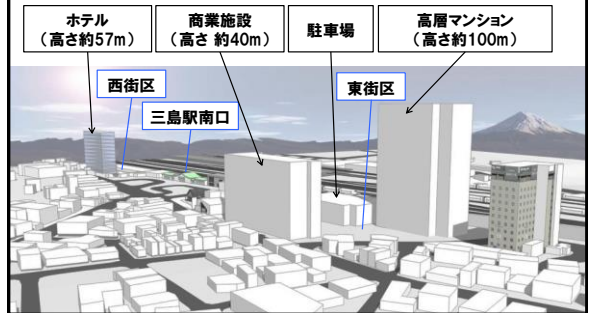 ホテル
（高さ約57m）
商業施設
（高さ 約40m）
駐車場
高層マンション
（高さ約100m）
西街区
三島駅南口
東街区